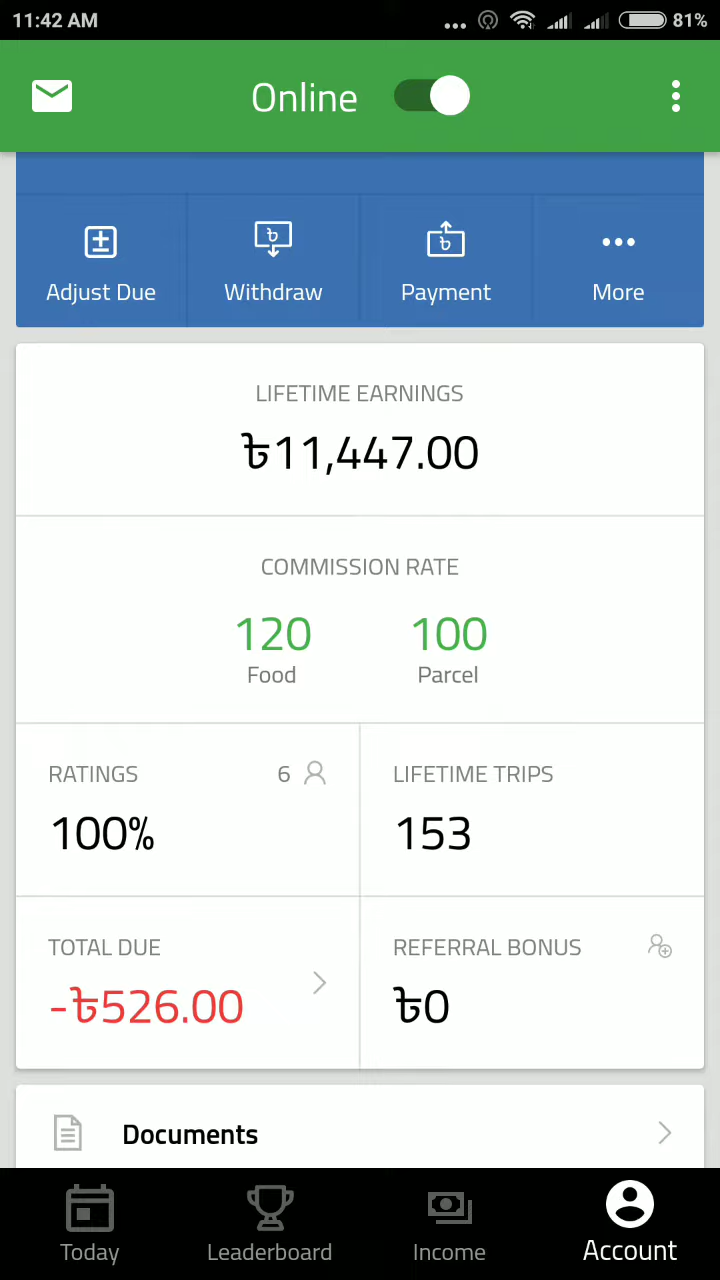 11:42 AM
81%
Online
Adjust Due
Withdraw
Payment
More
LIFETIME EARNINGS
৳11,447.00
COMMISSION RATE
120
100
Food
Parcel
RATINGS
6
100%
LIFETIME TRIPS
153
TOTAL DUE
-৳526.00
REFERRAL BONUS
৳0
Documents
Today
Leaderboard
Income
Account